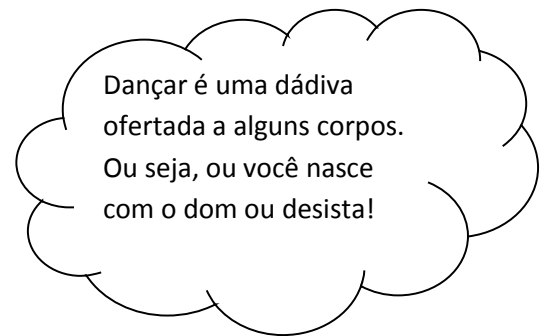 Dançar é uma dádiva
ofertada a alguns corpos.
Ou seja, ou você nasce
com o dom ou desista!